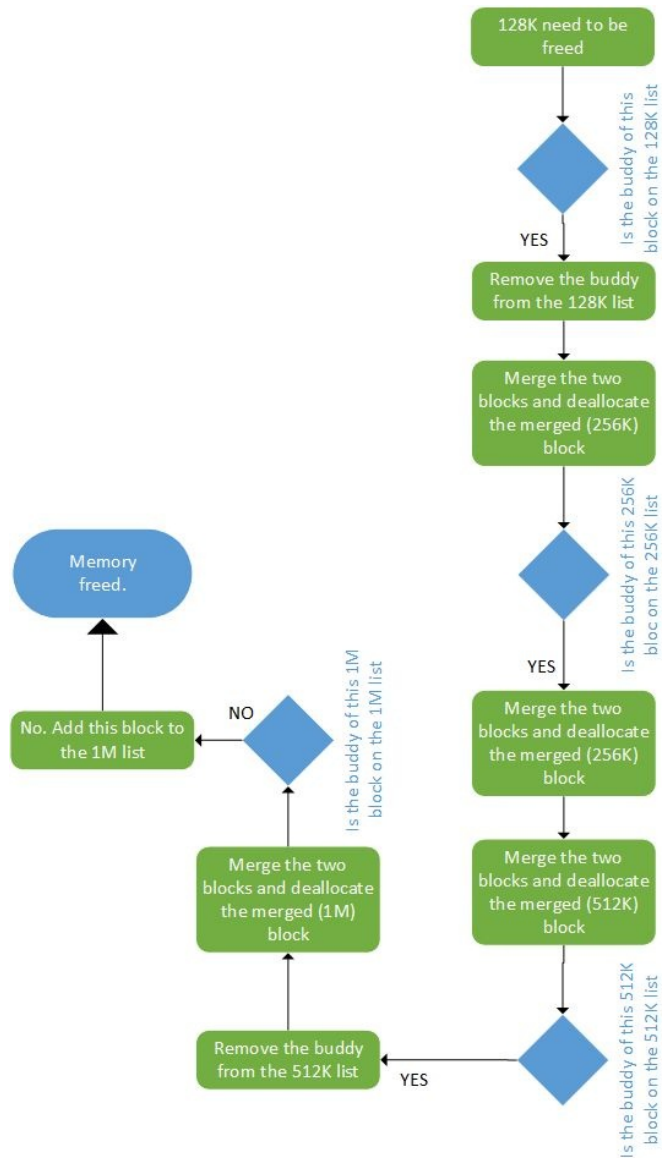 128K need to be
freed
Is the buddy of this
block on the 128K list
YES
Remove the buddy
from the 128K list
Merge the two
blocks and deallocate
the merged (256K)
block
Is the buddy of this 256K
bloc on the 256K list
YES
Merge the two
blocks and deallocate
the merged (256K)
block
Merge the two
blocks and deallocate
the merged (512K)
block
Is the buddy of this 512K
block on the 512K list
YES
Remove the buddy
from the 512K list
Merge the two
blocks and deallocate
the merged (1M)
block
Is the buddy of this 1M
block on the 1M list
NO
No. Add this block to
the 1M list
Memory
freed.